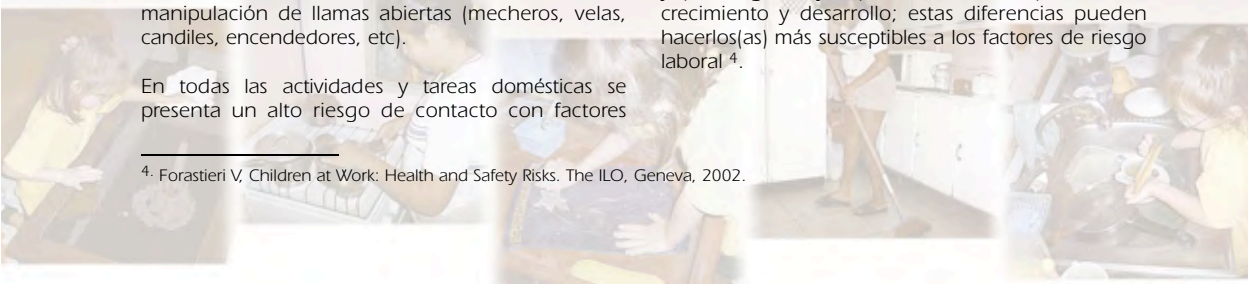 manipulación de llamas abiertas (mecheros, velas,
candiles, encendedores, etc).
En todas las actividades y tareas domésticas se
presenta un alto riesgo de contacto con factores
crecimiento y desarrollo; estas diferencias pueden
hacerlos(as) más susceptibles a los factores de riesgo
laboral 4.
4. Forastieri V, Children at Work: Health and Safety Risks. The ILO, Geneva, 2002.